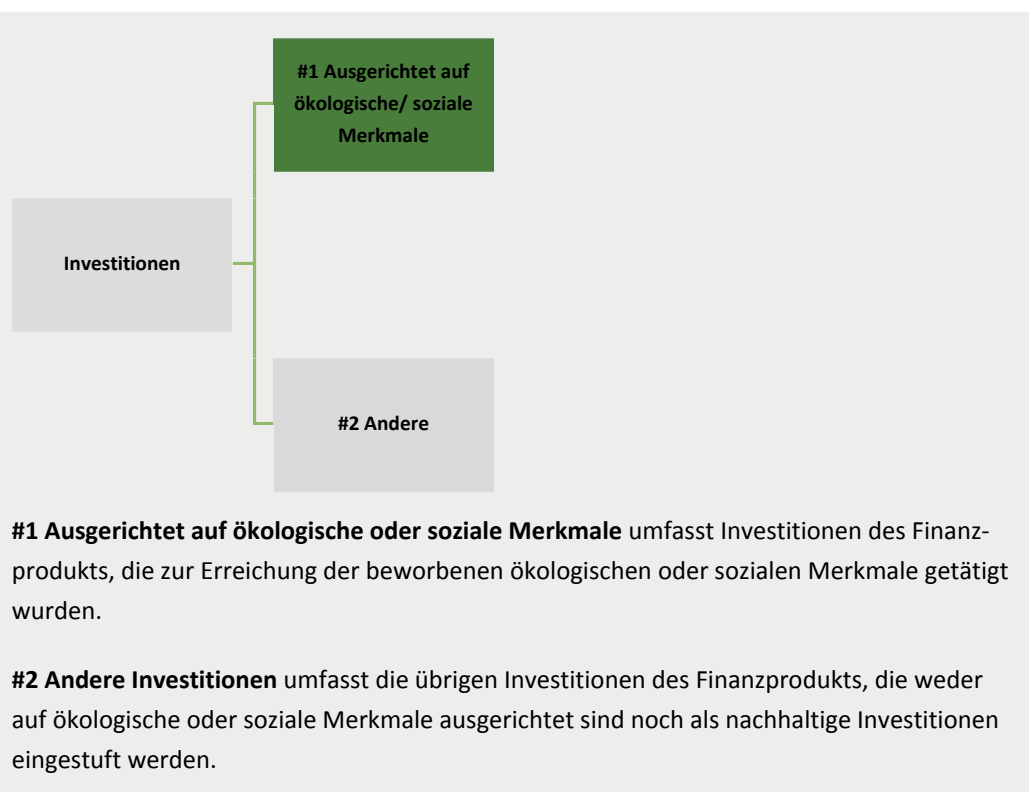 #1 Ausgerichtet auf
ökologische/ soziale
Merkmale
Investitionen
#2 Andere
#1 Ausgerichtet auf ökologische oder soziale Merkmale umfasst Investitionen des Finanz-
produkts, die zur Erreichung der beworbenen ökologischen oder sozialen Merkmale getätigt
wurden.
#2 Andere Investitionen umfasst die übrigen Investitionen des Finanzprodukts, die weder
auf ökologische oder soziale Merkmale ausgerichtet sind noch als nachhaltige Investitionen
eingestuft werden.